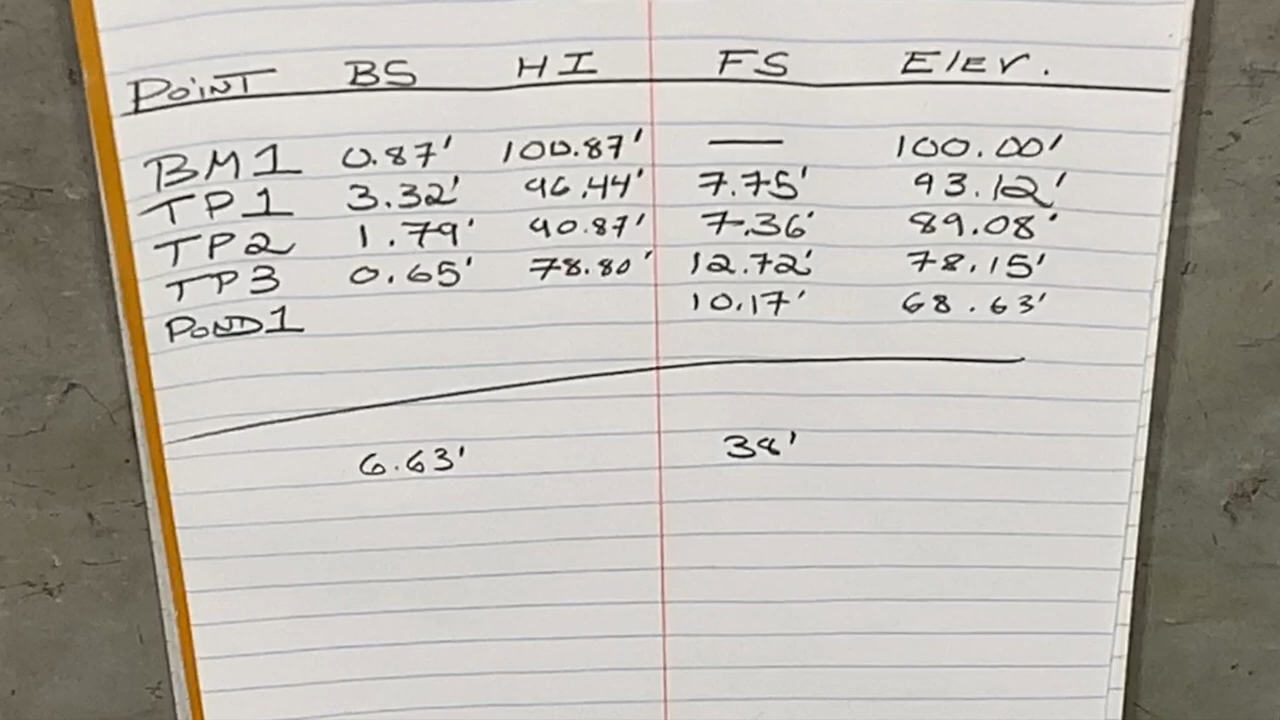 Point BS HI FS Elev.
BM1 0.87' 100.87' — 100.00'
TP1 3.32' 96.44' 7.75' 93.12'
TP2 1.79' 90.87' 7.36' 89.08'
TP3 0.65' 78.80' 12.72' 78.15'
POND1 10.17' 68.63'
6.63' 38'